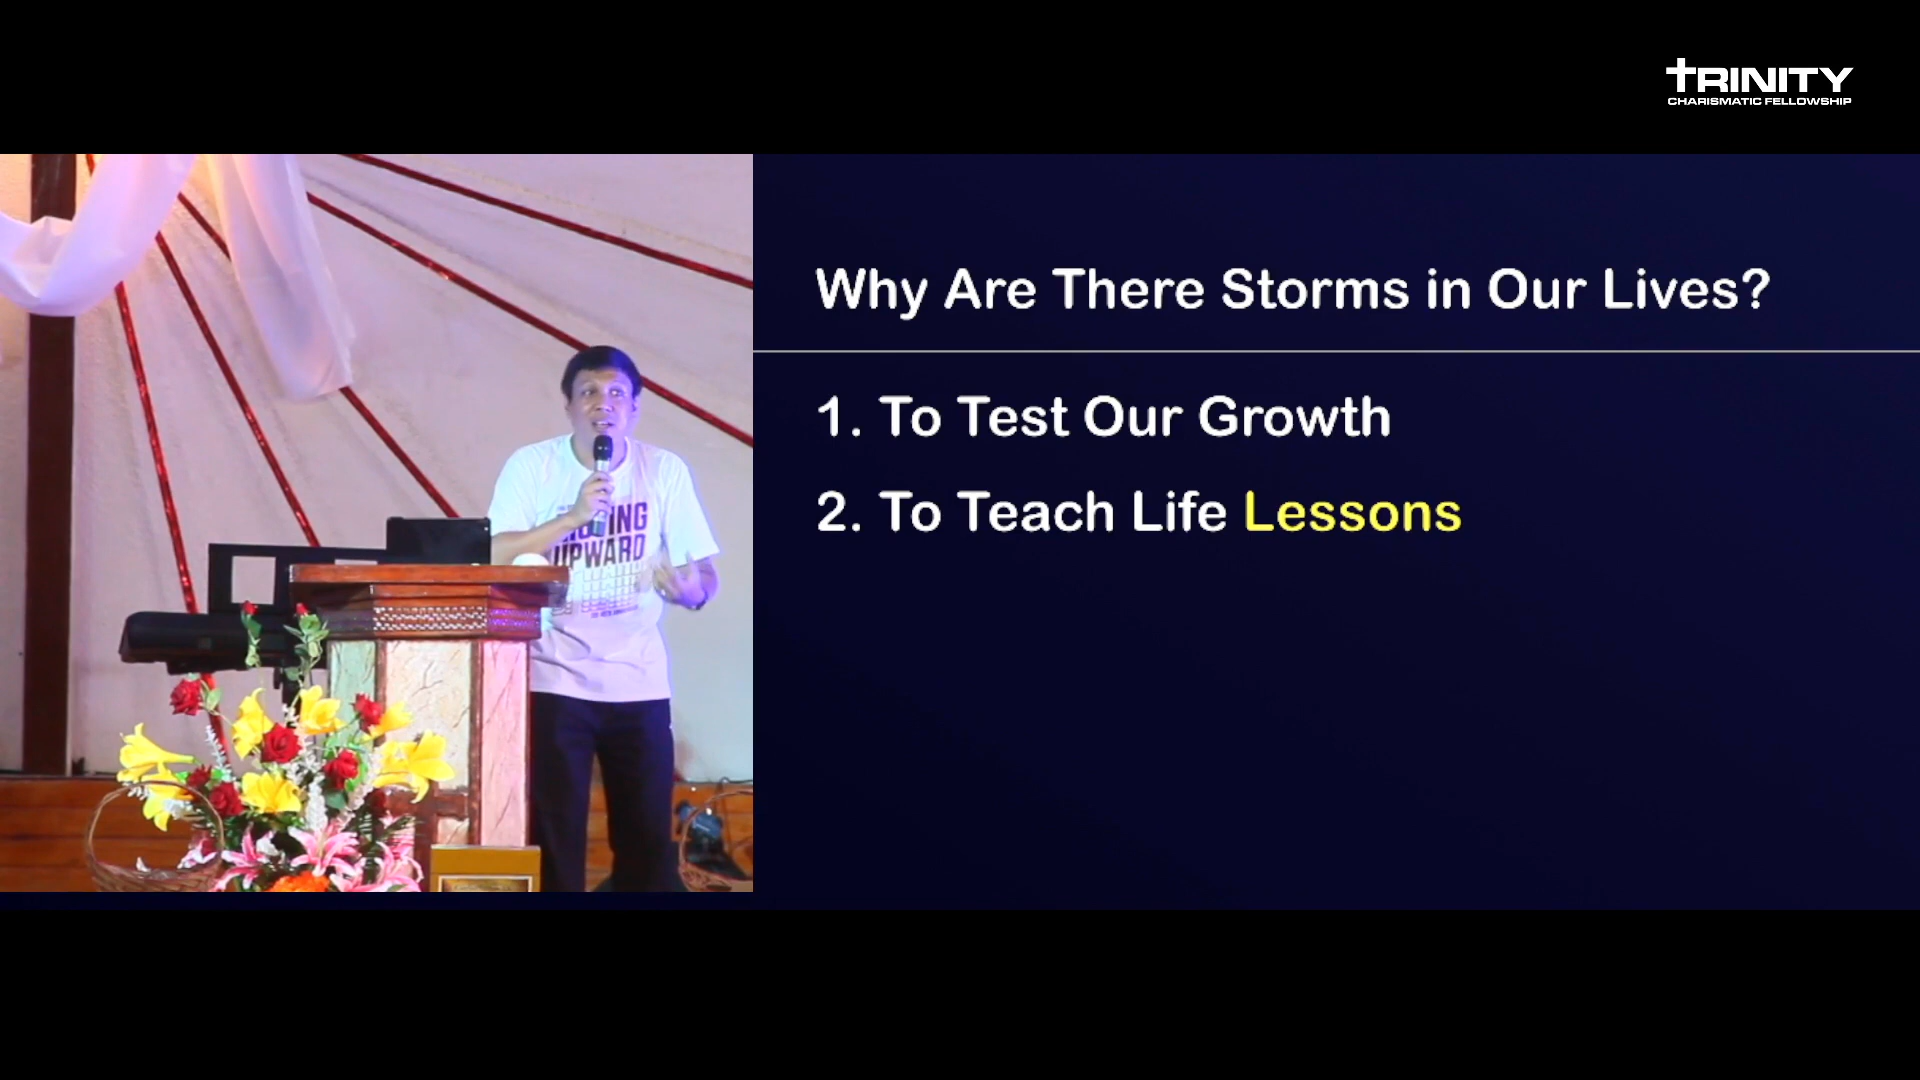 TRINITY
CHARISMATIC FELLOWSHIP
Why Are There Storms in Our Lives?
1. To Test Our Growth
2. To Teach Life Lessons
UPWARD